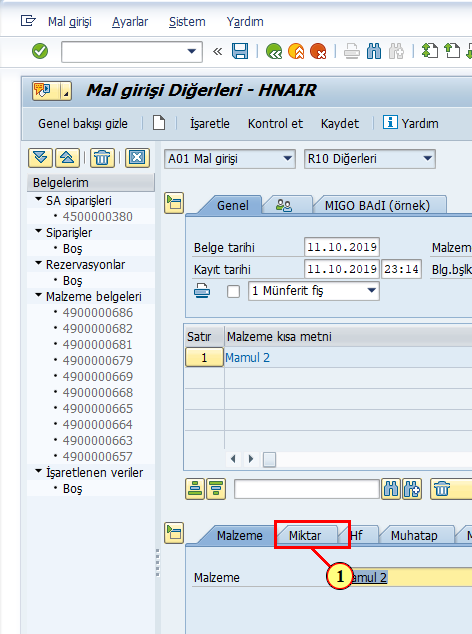 Mal girişi Ayarlar Sistem Yardım
Mal girişi Diğerleri - HNAIR
Genel bakışı gizle İşaretle Kontrol et Kaydet Yardım
A01 Mal girişi R10 Diğerleri
Belgelerim
SA siparişleri
4500000380
Siparişler
Boş
Rezervasyonlar
Boş
Malzeme belgeleri
4900000686
4900000682
4900000681
4900000679
4900000669
4900000668
4900000665
4900000664
4900000663
4900000657
İşaretlenen veriler
Boş
Genel MIGO BAdI (örnek)
Belge tarihi 11.10.2019 Malzeme
Kayıt tarihi 11.10.2019 23:14 Blg.bşlk
1 Münferit fiş
Satır Malzeme kısa metni
1 Mamul 2
Malzeme Miktar Hf Muhatap M
Malzeme amul 2
1